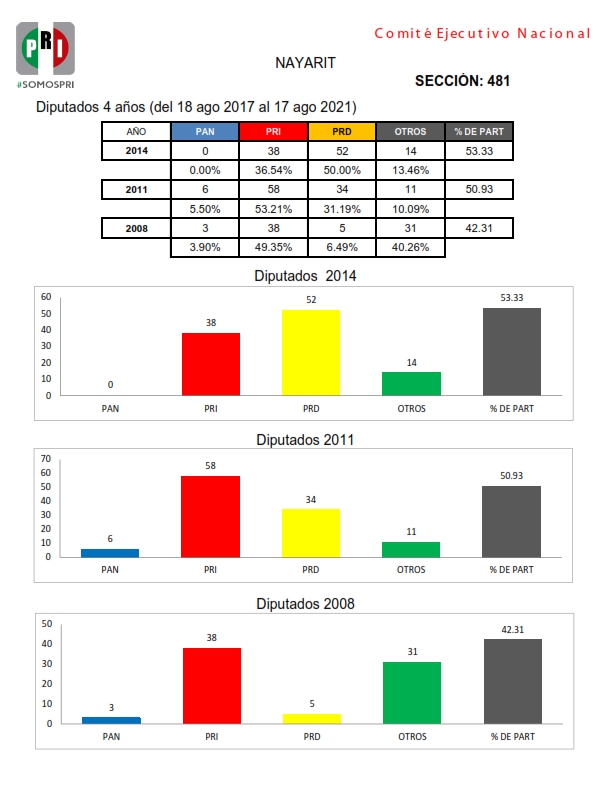 PRI
#SOMOSPRI
Comité Ejecutivo Nacional
NAYARIT
SECCIÓN: 481
Diputados 4 años (del 18 ago 2017 al 17 ago 2021)
AÑO PAN PRI PRD OTROS % DE PART
2014 0 38 52 14 53.33
0.00% 36.54% 50.00% 13.46%
2011 6 58 34 11 50.93
5.50% 53.21% 31.19% 10.09%
2008 3 38 5 31 42.31
3.90% 49.35% 6.49% 40.26%
Diputados 2014
60
50
40
30
20
10
0
0 38 52 14 53.33
PAN PRI PRD OTROS % DE PART
Diputados 2011
70
60
50
40
30
20
10
0
6 58 34 11 50.93
PAN PRI PRD OTROS % DE PART
Diputados 2008
50
40
30
20
10
0
3 38 5 31 42.31
PAN PRI PRD OTROS % DE PART